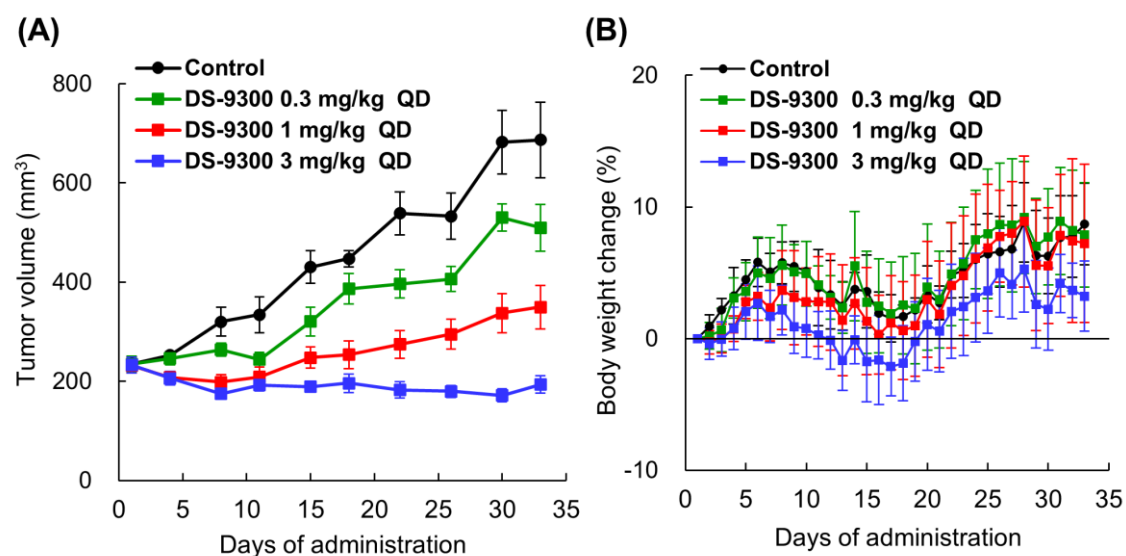 (A)
Control
DS-9300 0.3 mg/kg QD
DS-9300 1 mg/kg QD
DS-9300 3 mg/kg QD
Tumor volume (mm³)
800
600
400
200
0
0 5 10 15 20 25 30 35
Days of administration
(B)
Control
DS-9300 0.3 mg/kg QD
DS-9300 1 mg/kg QD
DS-9300 3 mg/kg QD
Body weight change (%)
20
10
0
-10
0 5 10 15 20 25 30 35
Days of administration